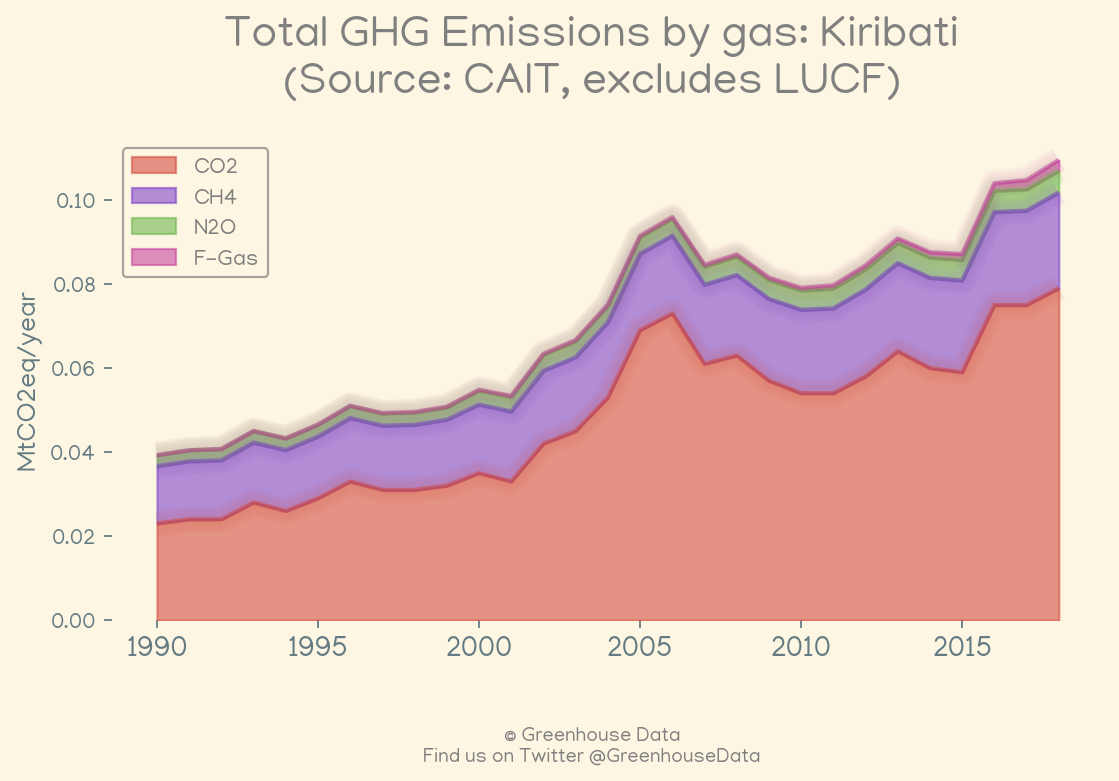 Total GHG Emissions by gas: Kiribati
(Source: CAIT, excludes LUCF)
CO2
CH4
N2O
F-Gas
MtCO2eq/year
0.10
0.08
0.06
0.04
0.02
0.00
1990 1995 2000 2005 2010 2015
© Greenhouse Data
Find us on Twitter @GreenhouseData